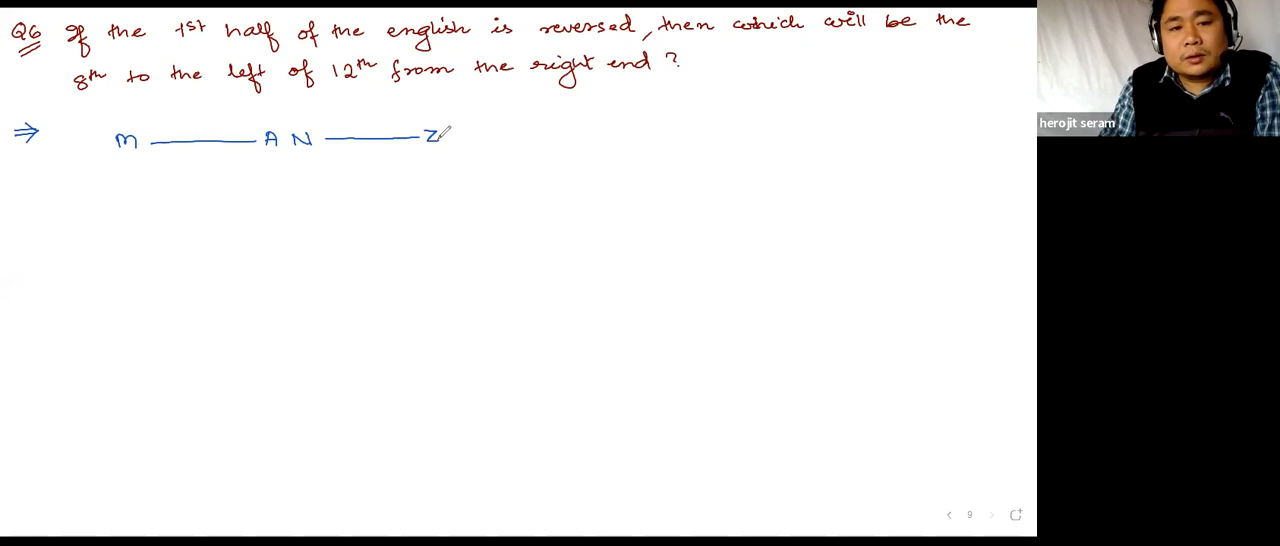 Q6 If the 1st half of the english is reversed, then which will be the
8th to the left of 12th from the right end ?
⇒ M ——— A N ——— Z
herojit seram
9